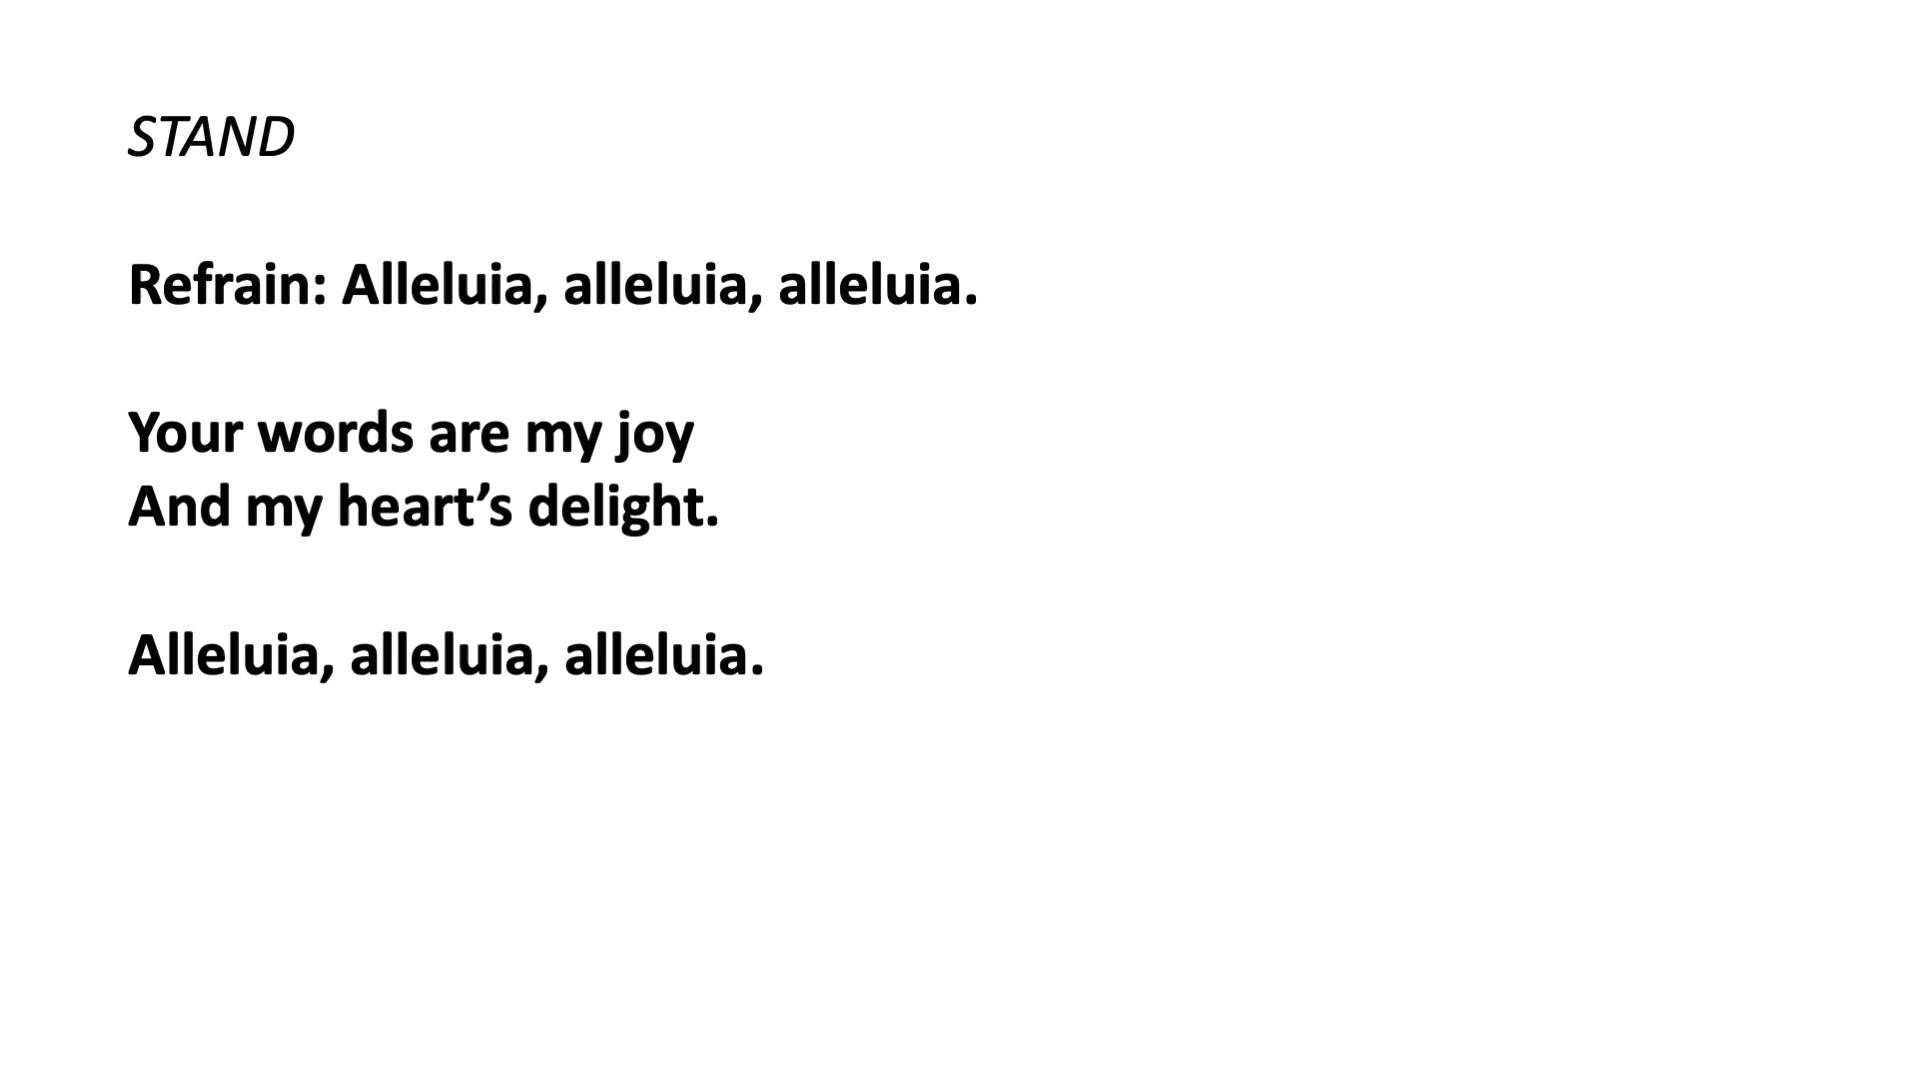 STAND
Refrain: Alleluia, alleluia, alleluia.
Your words are my joy
And my heart’s delight.
Alleluia, alleluia, alleluia.